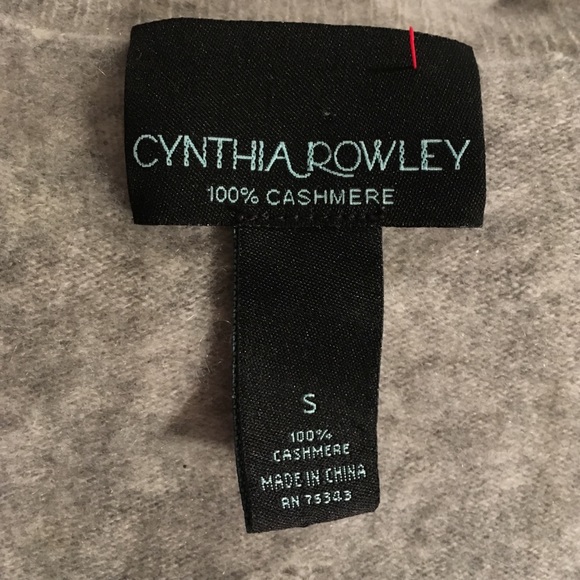 CYNTHIA ROWLEY
100% CASHMERE
S
100%
CASHMERE
MADE IN CHINA
RN 75343